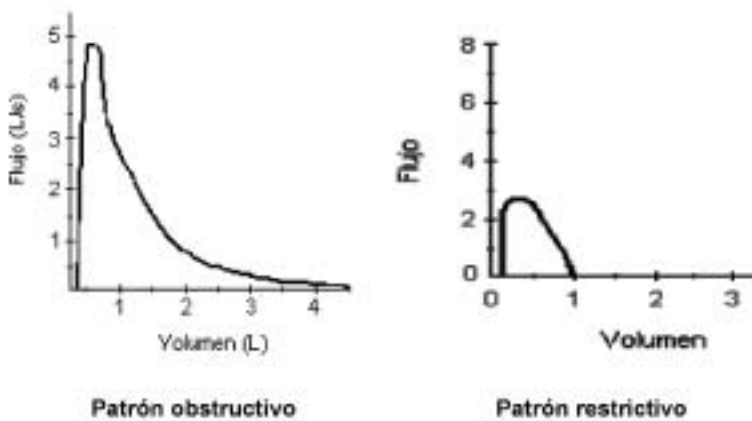 Flujo (L/s)
5
4
3
2
1
1 2 3 4
Volumen (L)
Patrón obstructivo
Flujo
8
6
4
2
0
0 1 2 3
Volumen
Patrón restrictivo